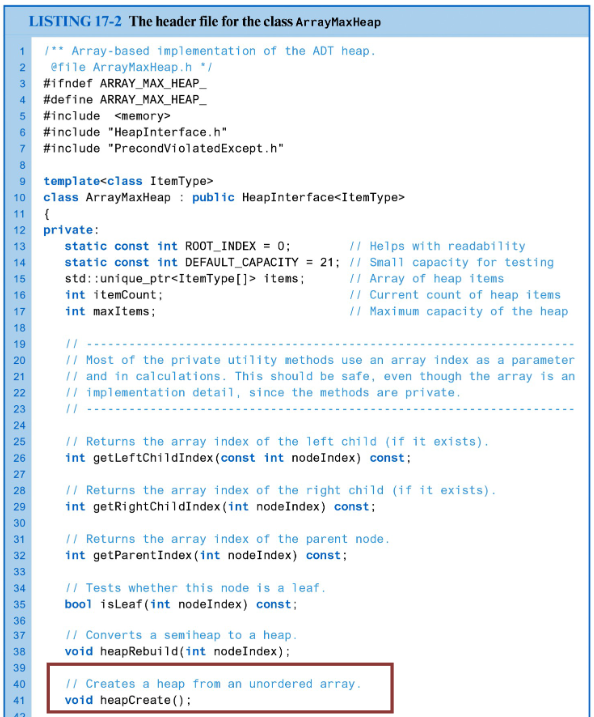 LISTING 17-2 The header file for the class ArrayMaxHeap
1 /** Array-based implementation of the ADT heap.
2 @file ArrayMaxHeap.h */
3 #ifndef ARRAY_MAX_HEAP_
4 #define ARRAY_MAX_HEAP_
5 #include <memory>
6 #include "HeapInterface.h"
7 #include "PrecondViolatedExcept.h"
8
9 template<class ItemType>
10 class ArrayMaxHeap : public HeapInterface<ItemType>
11 {
12 private:
13 static const int ROOT_INDEX = 0; // Helps with readability
14 static const int DEFAULT_CAPACITY = 21; // Small capacity for testing
15 std::unique_ptr<ItemType[]> items; // Array of heap items
16 int itemCount; // Current count of heap items
17 int maxItems; // Maximum capacity of the heap
18
19 // ---------------------------------------------------------------
20 // Most of the private utility methods use an array index as a parameter
21 // and in calculations. This should be safe, even though the array is an
22 // implementation detail, since the methods are private.
23 // ---------------------------------------------------------------
24
25 // Returns the array index of the left child (if it exists).
26 int getLeftChildIndex(const int nodeIndex) const;
27
28 // Returns the array index of the right child (if it exists).
29 int getRightChildIndex(int nodeIndex) const;
30
31 // Returns the array index of the parent node.
32 int getParentIndex(int nodeIndex) const;
33
34 // Tests whether this node is a leaf.
35 bool isLeaf(int nodeIndex) const;
36
37 // Converts a semiheap to a heap.
38 void heapRebuild(int nodeIndex);
39
40 // Creates a heap from an unordered array.
41 void heapCreate();
42